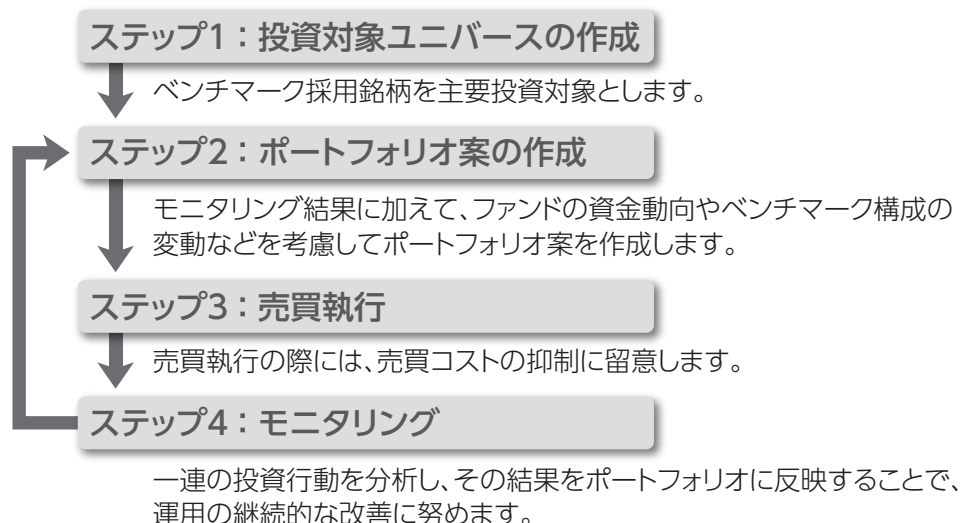 ステップ1：投資対象ユニバースの作成
ベンチマーク採用銘柄を主要投資対象とします。
ステップ2：ポートフォリオ案の作成
モニタリング結果に加えて、ファンドの資金動向やベンチマーク構成の
変動などを考慮してポートフォリオ案を作成します。
ステップ3：売買執行
売買執行の際には、売買コストの抑制に留意します。
ステップ4：モニタリング
一連の投資行動を分析し、その結果をポートフォリオに反映することで、
運用の継続的な改善に努めます。